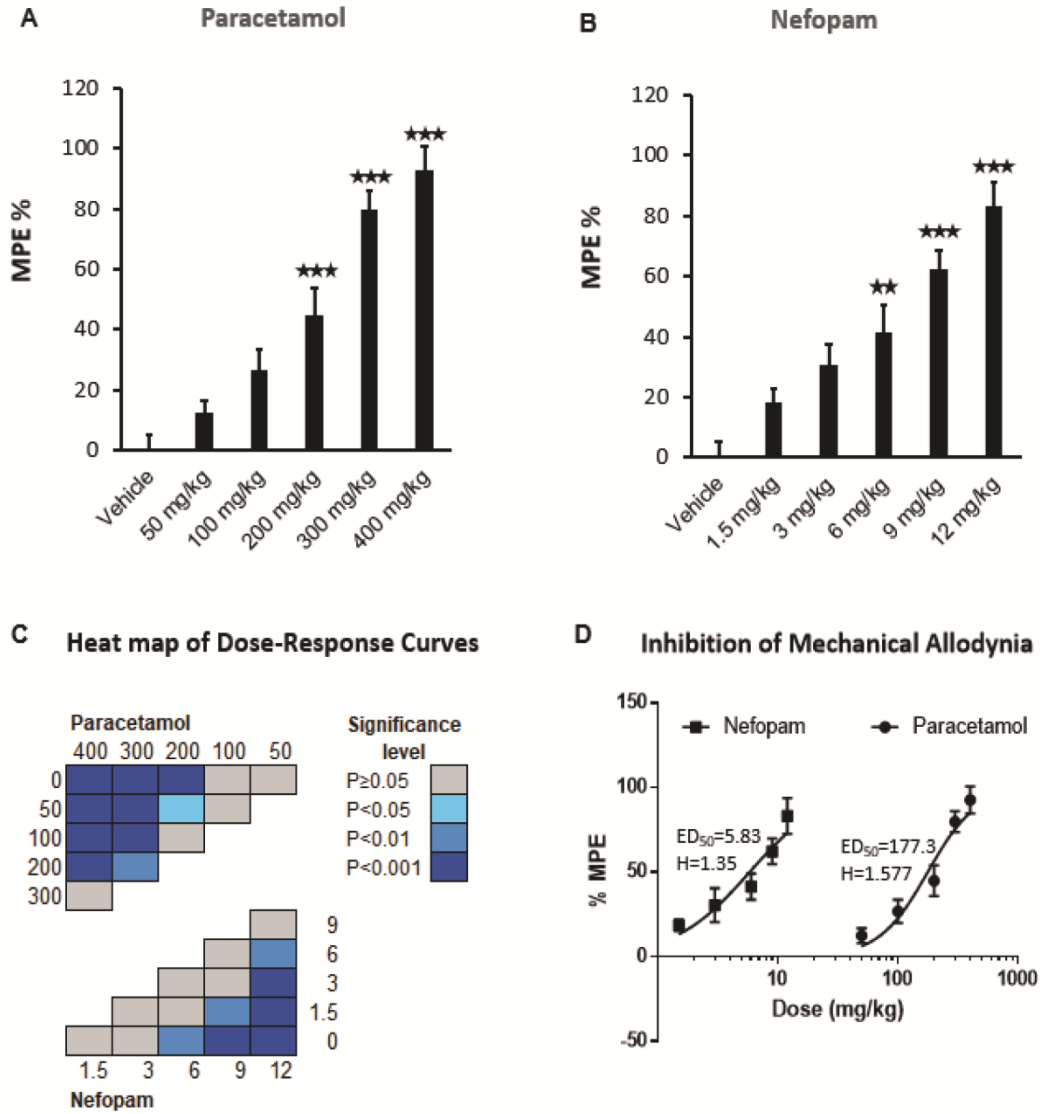 A
Paracetamol
120
100
80
60
40
20
0
MPE %
★★★
★★★
★★★
Vehicle
50 mg/kg
100 mg/kg
200 mg/kg
300 mg/kg
400 mg/kg
B
Nefopam
120
100
80
60
40
20
0
MPE %
★★
★★★
★★★
Vehicle
1.5 mg/kg
3 mg/kg
6 mg/kg
9 mg/kg
12 mg/kg
C
Heat map of Dose-Response Curves
Paracetamol
400 300 200 100 50
0
50
100
200
300
Significance
level
P≥0.05
P<0.05
P<0.01
P<0.001
9
6
3
1.5
0
1.5 3 6 9 12
Nefopam
D
Inhibition of Mechanical Allodynia
150
100
50
0
-50
% MPE
Nefopam
Paracetamol
ED₅₀=5.83
H=1.35
ED₅₀=177.3
H=1.577
10 100 1000
Dose (mg/kg)